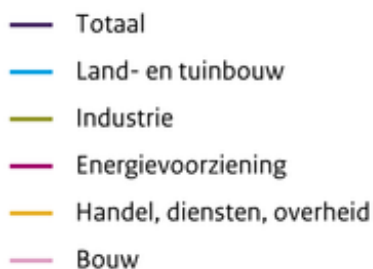 Totaal
Land- en tuinbouw
Industrie
Energievoorziening
Handel, diensten, overheid
Bouw